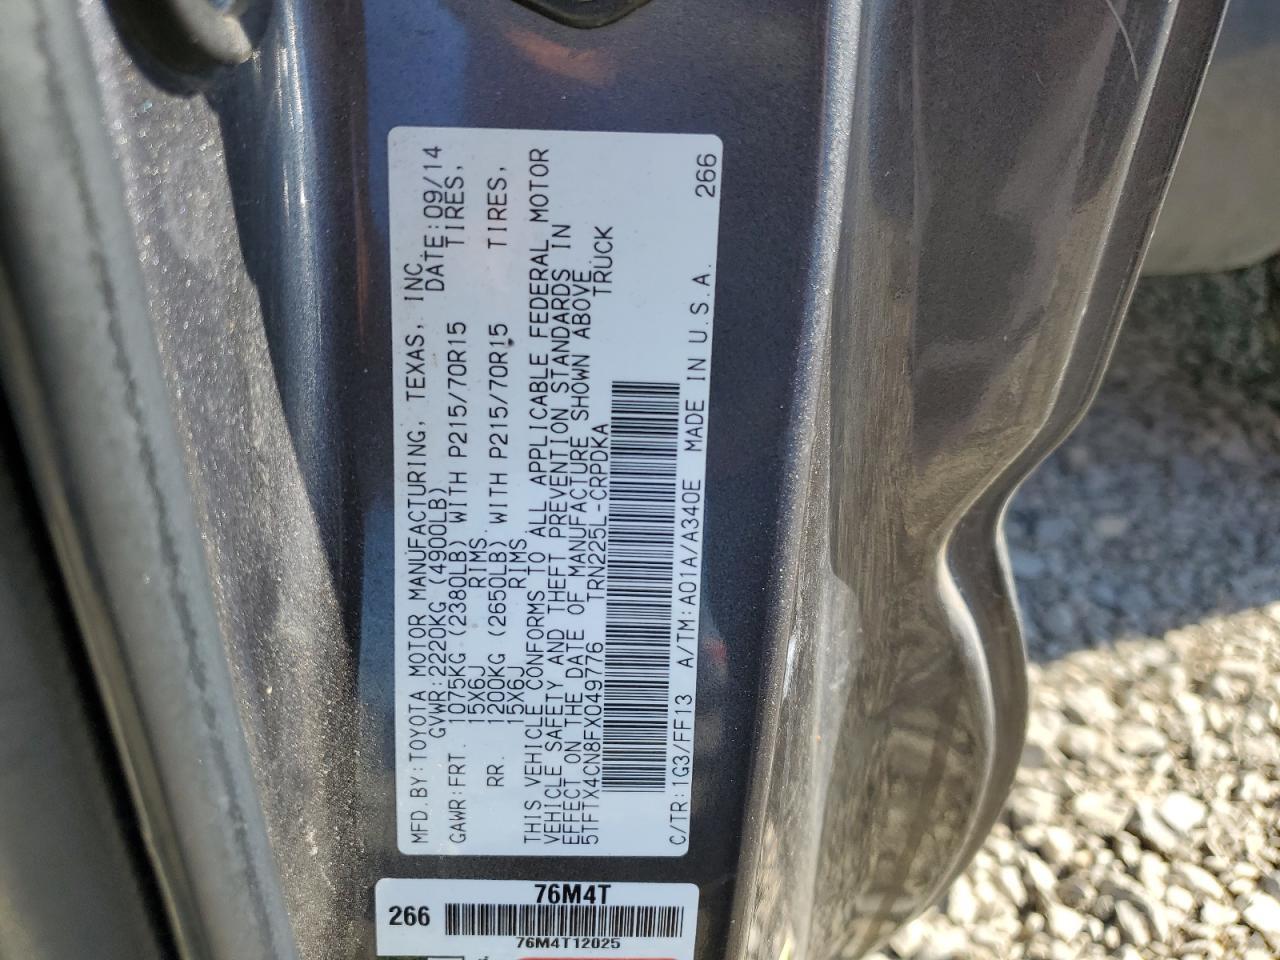 MFD.BY:TOYOTA MOTOR MANUFACTURING, TEXAS, INC.
GVWR:2220KG (4900LB) DATE:09/14
GAWR:FRT. 1075KG (2380LB) WITH P215/70R15 TIRES,
15X6J RIMS,
RR. 1200KG (2650LB) WITH P215/70R15 TIRES,
15X6J RIMS
THIS VEHICLE CONFORMS TO ALL APPLICABLE FEDERAL MOTOR
VEHICLE SAFETY AND THEFT PREVENTION STANDARDS IN
EFFECT ON THE DATE OF MANUFACTURE SHOWN ABOVE.
5TFTX4CN8FX049776 TRN225L-CRPDKA TRUCK
C/TR:1G3/FF13 A/TM:A01A/A340E MADE IN U.S.A. 266
76M4T
266
76M4T12025